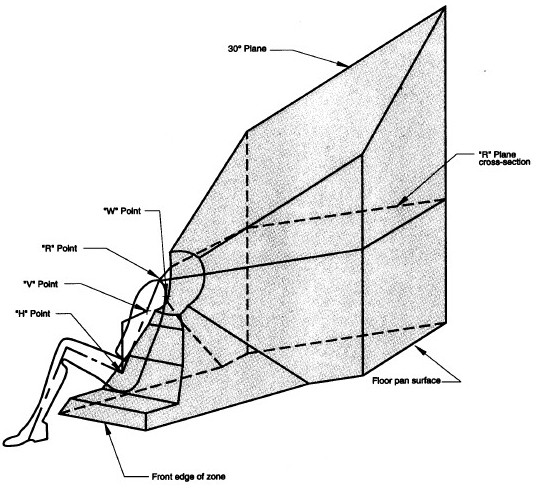 30° Plane
"R" Plane
cross-section
"W" Point
"R" Point
"V" Point
"H" Point
Floor pan surface
Front edge of zone